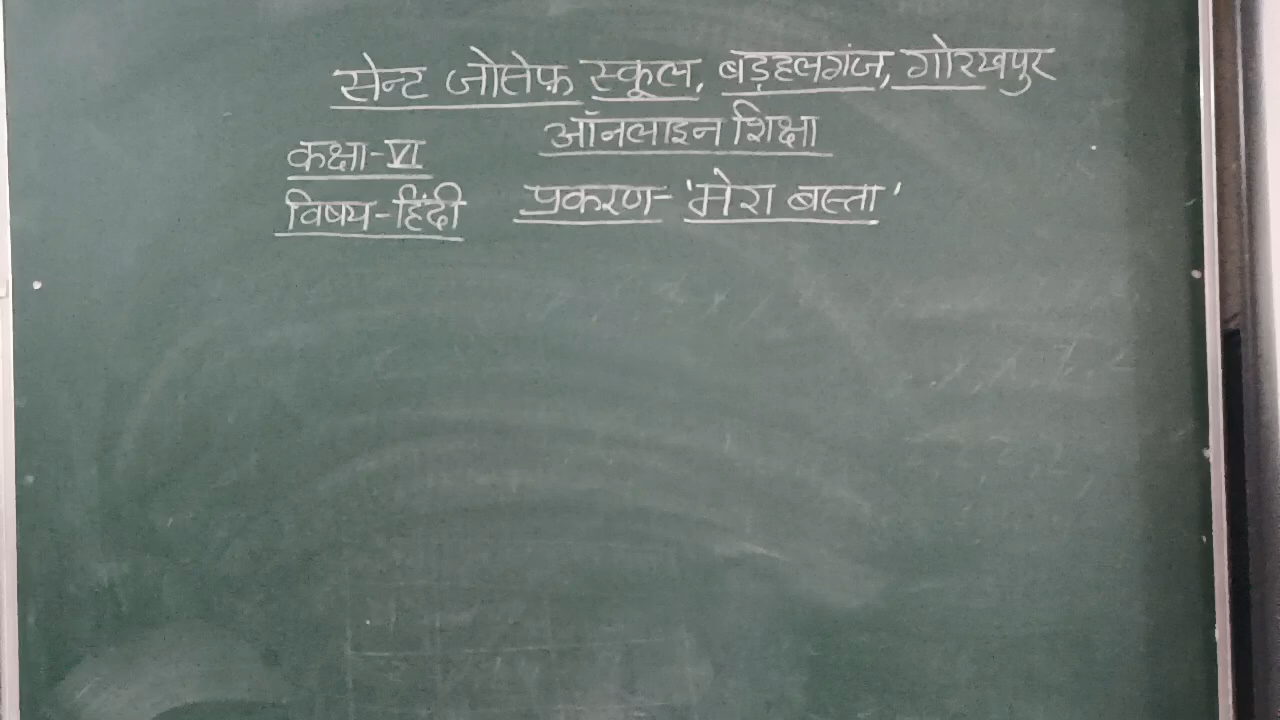 सेन्ट जोसेफ़ स्कूल, बड़हलगंज, गोरखपुर
ऑनलाइन शिक्षा
कक्षा-VI
विषय-हिंदी प्रकरण-'मेरा बस्ता'